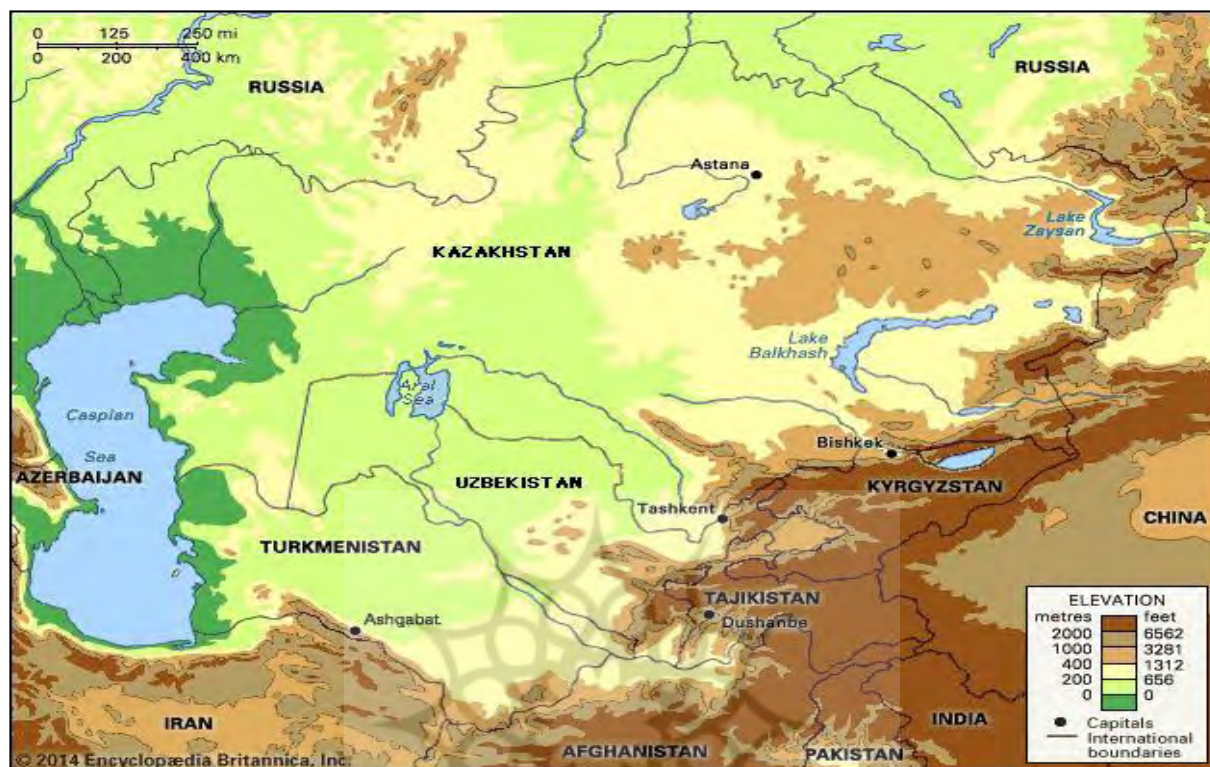 0 125 250 mi
0 200 400 km
RUSSIA
RUSSIA
Astana
Lake
Zaysan
KAZAKHSTAN
Lake
Balkhash
Aral
Sea
Caspian
Sea
Bishkek
AZERBAIJAN
UZBEKISTAN
KYRGYZSTAN
Tashkent
CHINA
TURKMENISTAN
TAJIKISTAN
Dushanbe
Ashgabat
ELEVATION
metres feet
2000 6562
1000 3281
400 1312
200 656
0 0
Capitals
International
boundaries
IRAN
INDIA
AFGHANISTAN
PAKISTAN
© 2014 Encyclopædia Britannica, Inc.